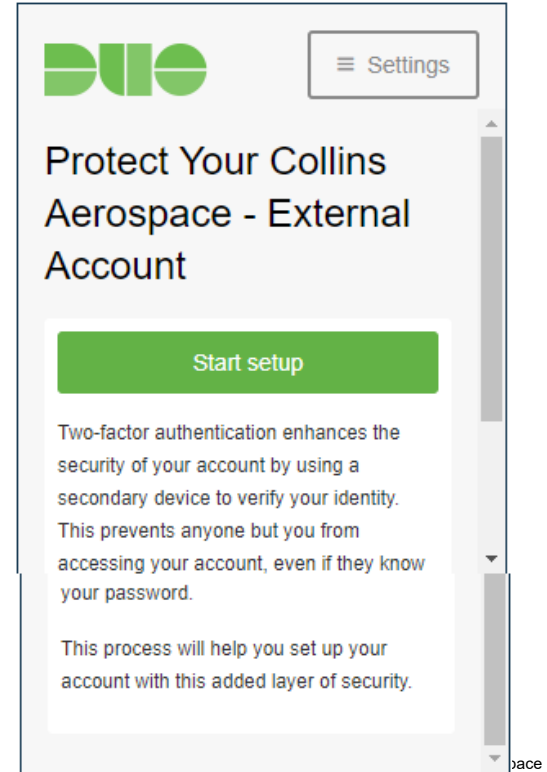 DUO
≡ Settings
Protect Your Collins
Aerospace - External
Account
Start setup
Two-factor authentication enhances the
security of your account by using a
secondary device to verify your identity.
This prevents anyone but you from
accessing your account, even if they know
your password.
This process will help you set up your
account with this added layer of security.
pace